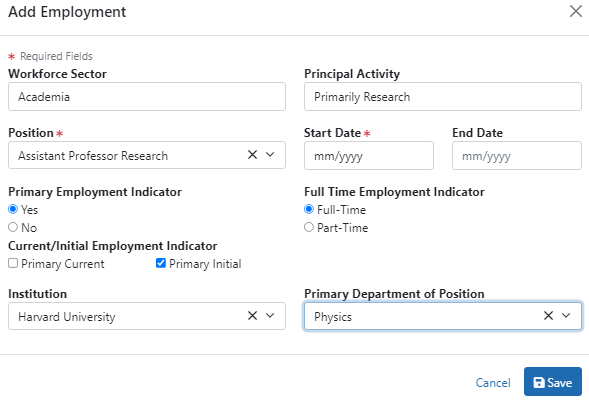 Add Employment
* Required Fields
Workforce Sector
Principal Activity
Academia
Primarily Research
Position *
Start Date *
End Date
Assistant Professor Research
mm/yyyy
mm/yyyy
Primary Employment Indicator
Full Time Employment Indicator
Yes
Full-Time
No
Part-Time
Current/Initial Employment Indicator
Primary Current
Primary Initial
Institution
Primary Department of Position
Harvard University
Physics
Cancel
Save